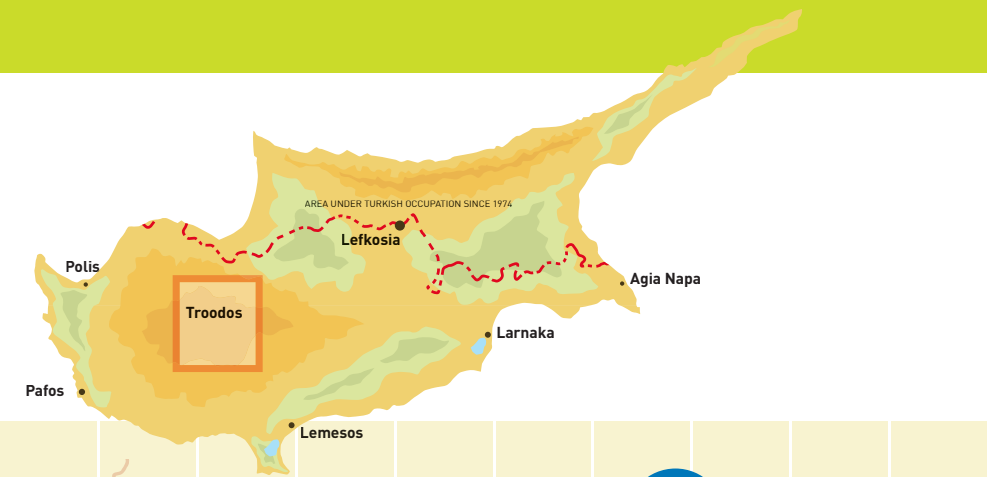 AREA UNDER TURKISH OCCUPATION SINCE 1974
Lefkosia
Polis
Agia Napa
Troodos
Larnaka
Pafos
Lemesos